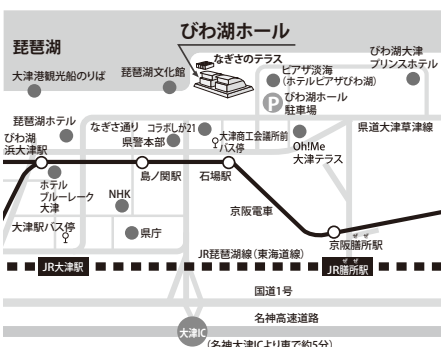 びわ湖ホール
琵琶湖
なぎさのテラス
びわ湖大津
プリンスホテル
大津港観光船のりば
琵琶湖文化館
ピアザ淡海
(ホテルピアザびわ湖)
P
びわ湖ホール
駐車場
琵琶湖ホテル
なぎさ通り
コラボしが21
県道大津草津線
びわ湖
浜大津駅
県警本部
大津商工会議所前
バス停
Oh!Me
大津テラス
ホテル
ブルーレーク
大津
島ノ関駅
石場駅
NHK
京阪電車
大津駅バス停
県庁
ぜ ぜ
京阪膳所駅
JR琵琶湖線(東海道線)
JR大津駅
ぜ ぜ
JR膳所駅
国道1号
名神高速道路
大津IC
(名神大津ICより車で約5分)